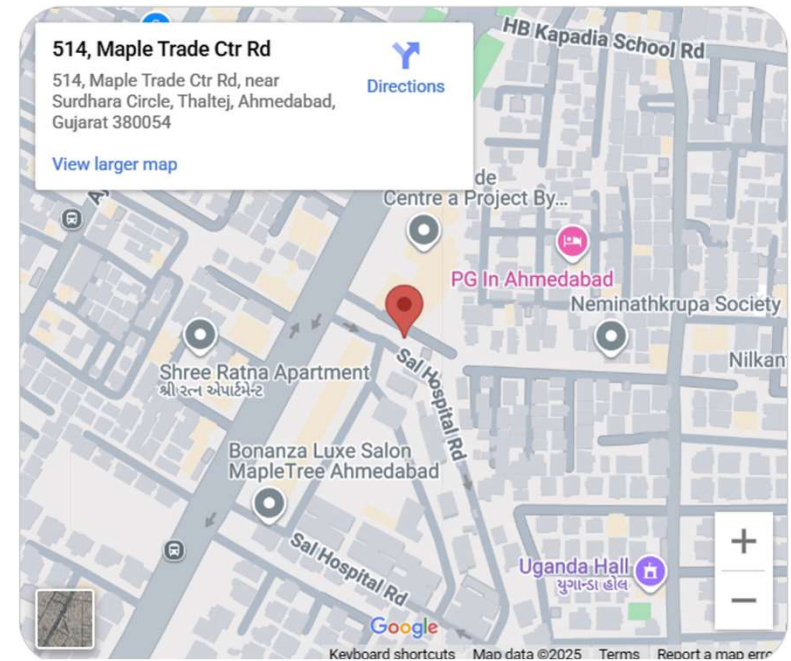 514, Maple Trade Ctr Rd
514, Maple Trade Ctr Rd, near
Surdhara Circle, Thaltej, Ahmedabad,
Gujarat 380054
View larger map
Directions
HB Kapadia School Rd
de
Centre a Project By...
PG In Ahmedabad
Neminathkrupa Society
Nilkan
Shree Ratna Apartment
શ્રી રત્ન એપાર્ટમેન્ટ
Sal Hospital Rd
Bonanza Luxe Salon
MapleTree Ahmedabad
Sal Hospital Rd
Uganda Hall
યુગાન્ડા હોલ
Google
Keyboard shortcuts Map data ©2025 Terms Report a map erro